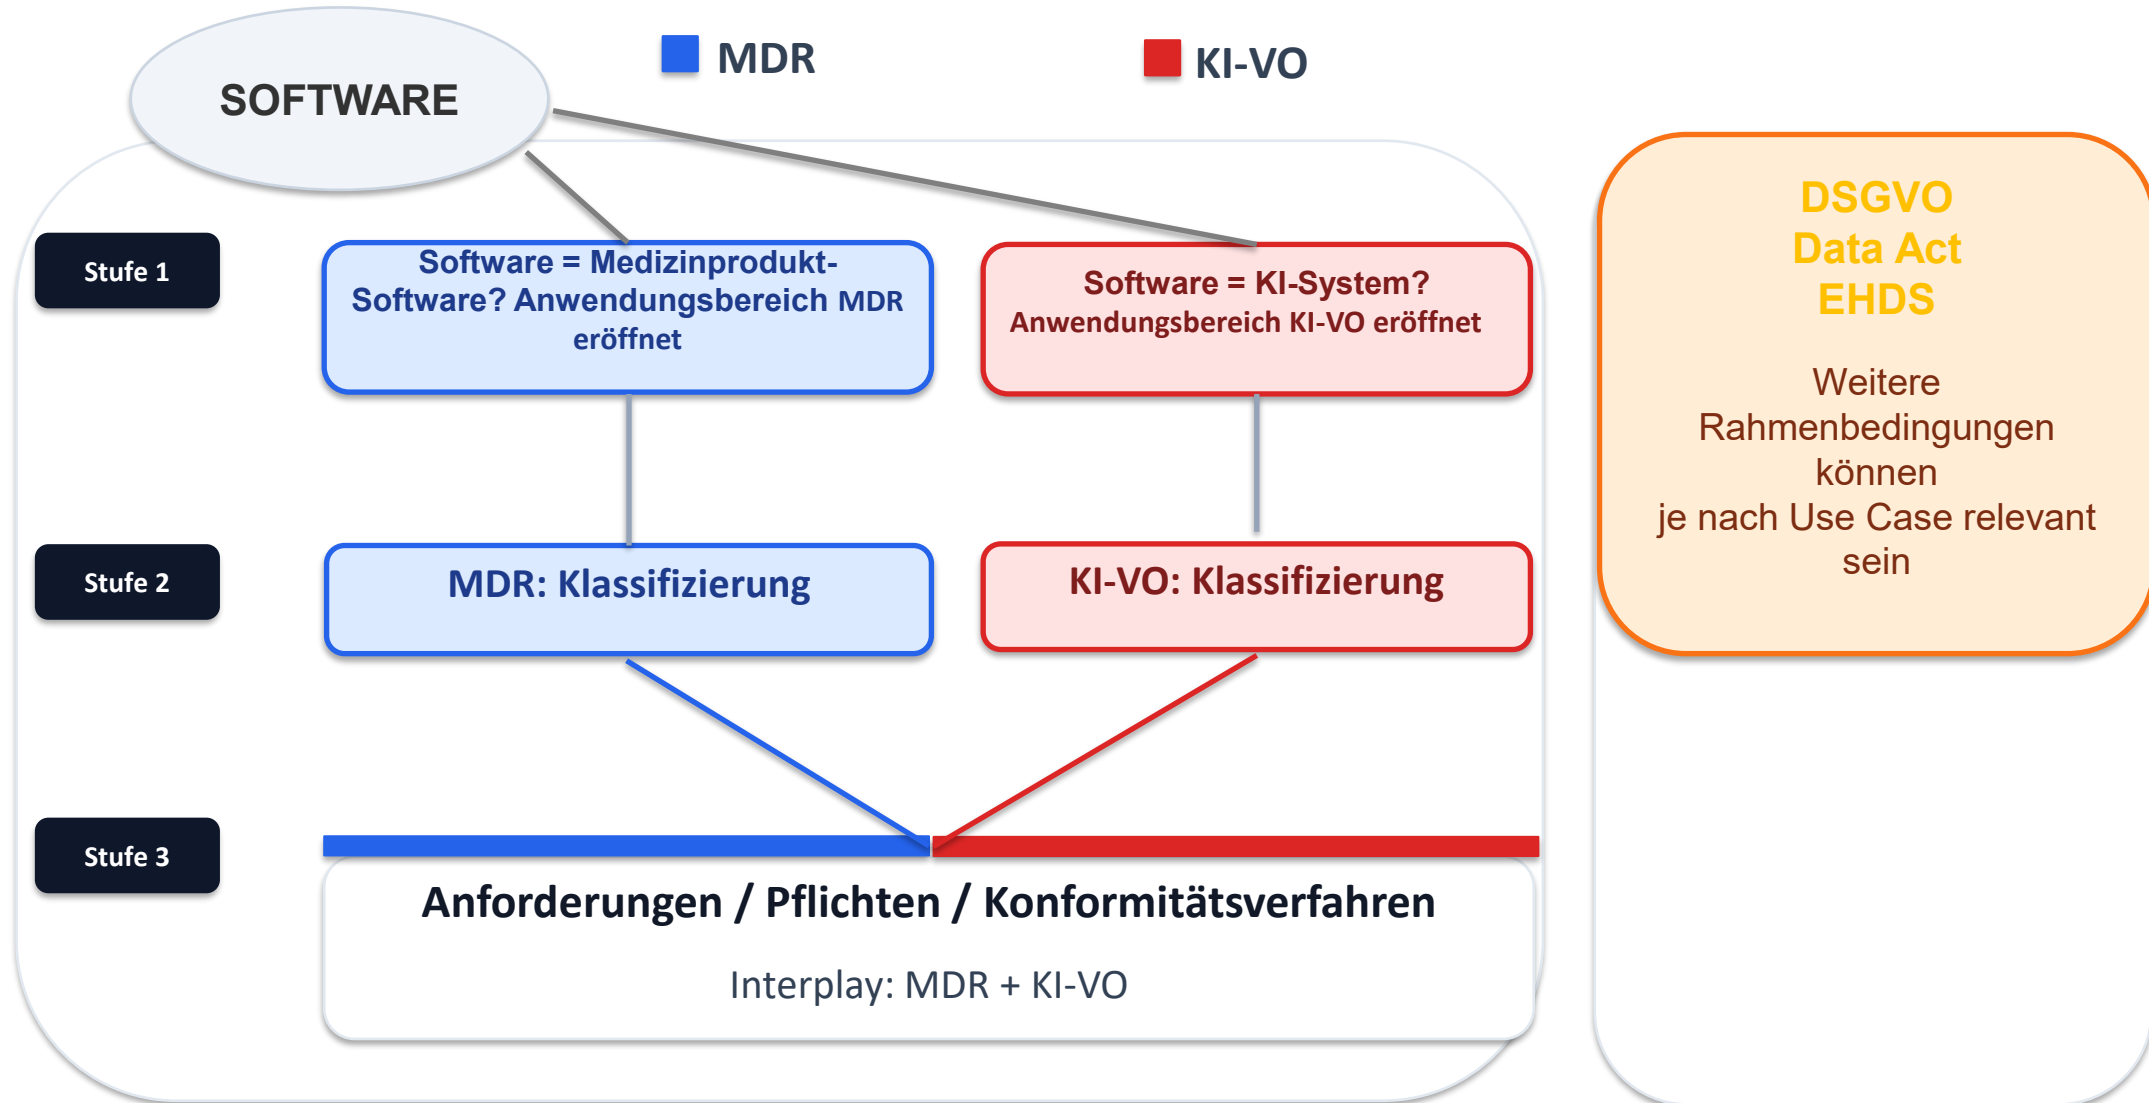 SOFTWARE
MDR
KI-VO
Stufe 1
Software = Medizinprodukt-
Software? Anwendungsbereich MDR
eröffnet
Software = KI-System?
Anwendungsbereich KI-VO eröffnet
Stufe 2
MDR: Klassifizierung
KI-VO: Klassifizierung
Stufe 3
Anforderungen / Pflichten / Konformitätsverfahren
Interplay: MDR + KI-VO
DSGVO
Data Act
EHDS
Weitere
Rahmenbedingungen
können
je nach Use Case relevant
sein